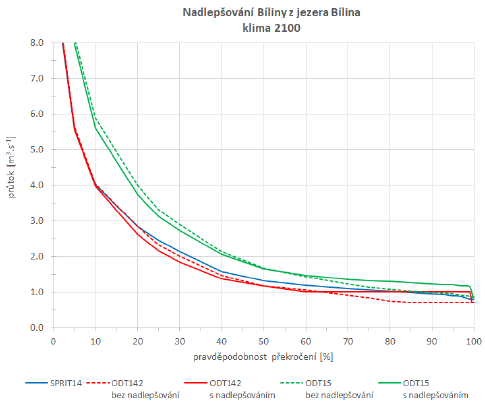 Nadlepšování Bíliny z jezera Bílina
klima 2100
8.0
7.0
6.0
5.0
4.0
3.0
2.0
1.0
0.0
průtok [m³.s⁻¹]
0 10 20 30 40 50 60 70 80 90 100
pravděpodobnost překročení [%]
SPRIT14 ODT142 ODT142 ODT15 ODT15
bez nadlepšování s nadlepšováním bez nadlepšování s nadlepšováním